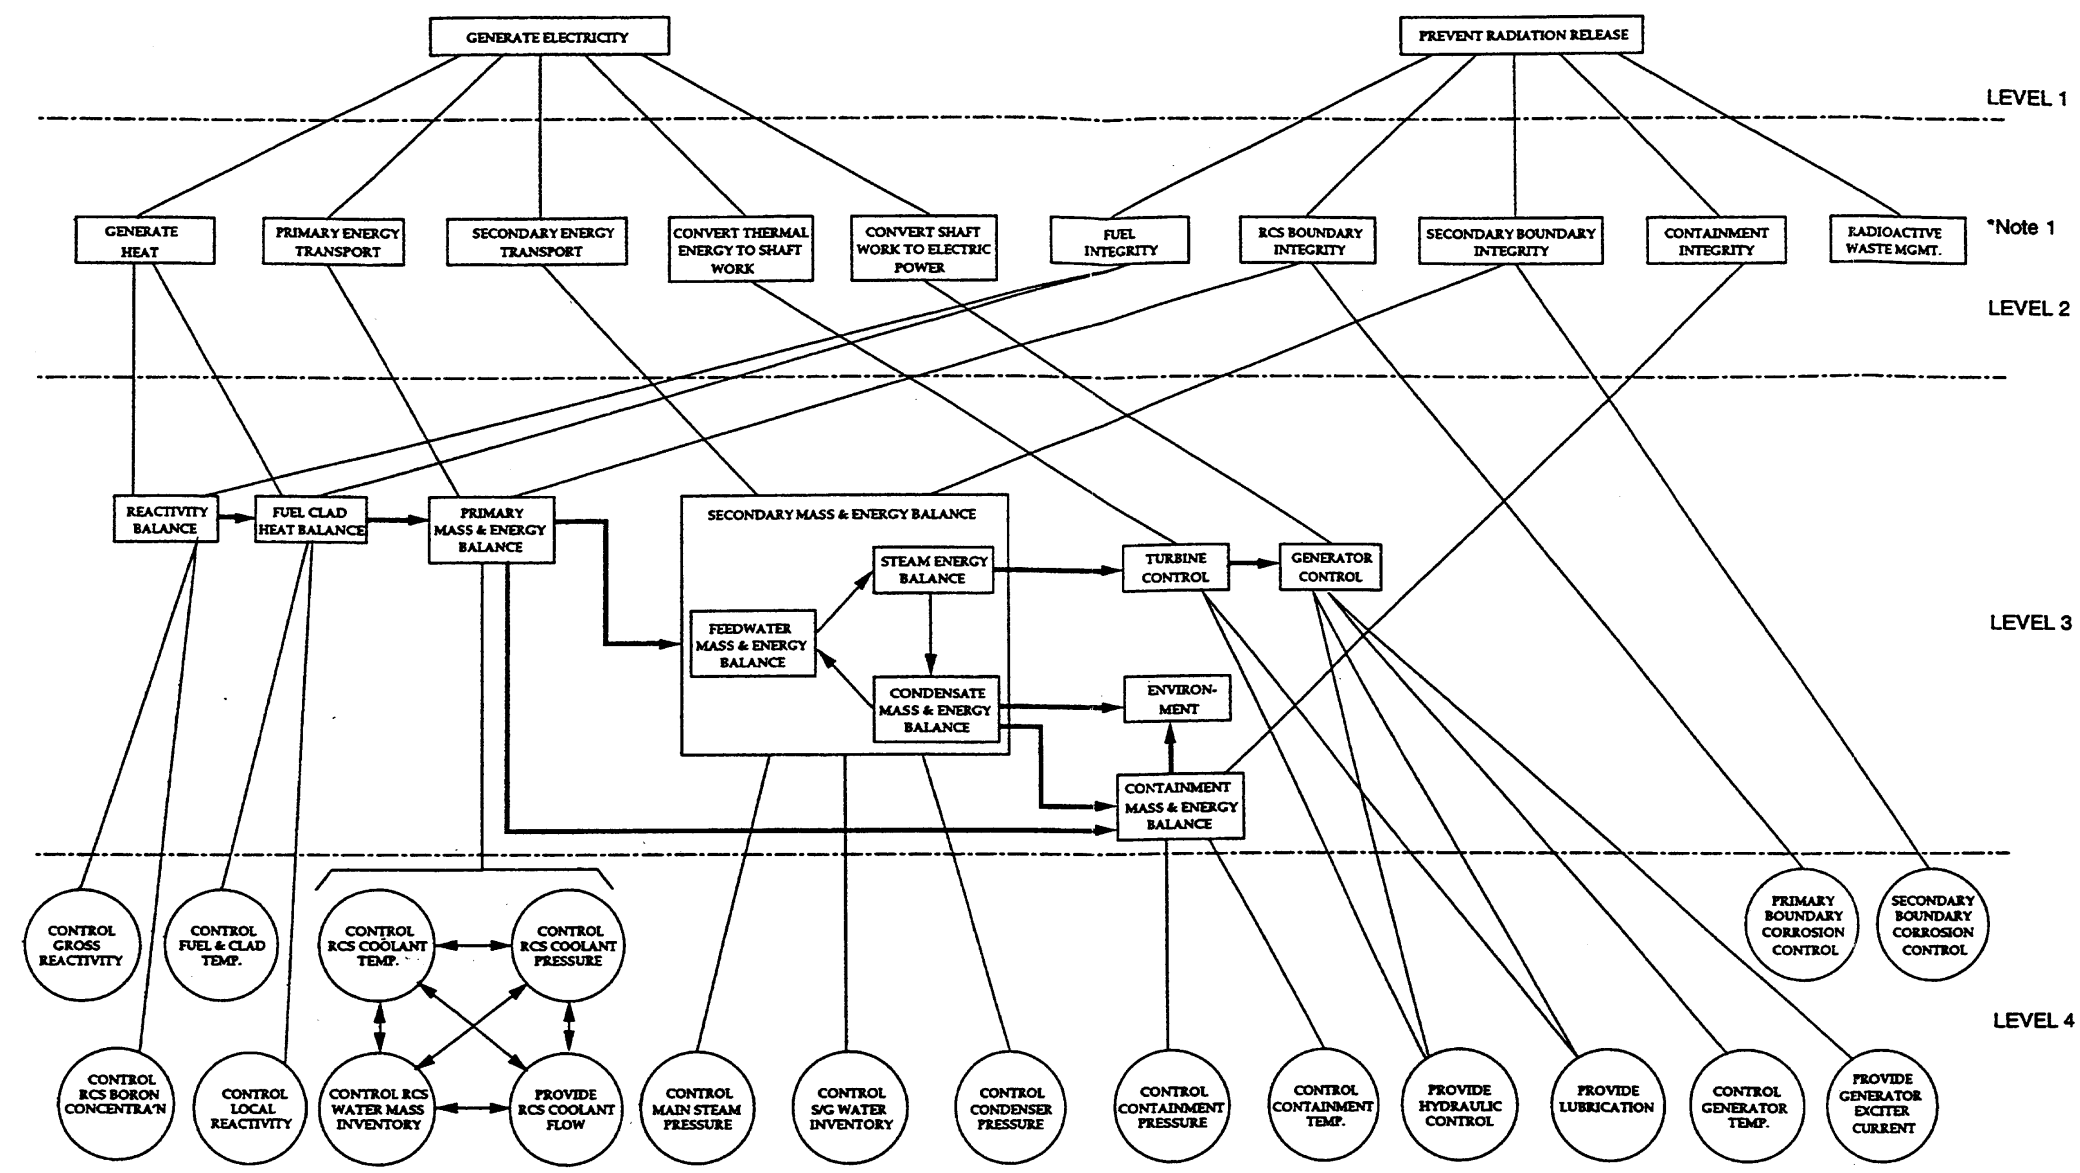 GENERATE ELECTRICITY
PREVENT RADIATION RELEASE
LEVEL 1
GENERATE
HEAT
PRIMARY ENERGY
TRANSPORT
SECONDARY ENERGY
TRANSPORT
CONVERT THERMAL
ENERGY TO SHAFT
WORK
CONVERT SHAFT
WORK TO ELECTRIC
POWER
FUEL
INTEGRITY
RCS BOUNDARY
INTEGRITY
SECONDARY BOUNDARY
INTEGRITY
CONTAINMENT
INTEGRITY
RADIOACTIVE
WASTE MGMT.
*Note 1
LEVEL 2
REACTIVITY
BALANCE
FUEL CLAD
HEAT BALANCE
PRIMARY
MASS & ENERGY
BALANCE
SECONDARY MASS & ENERGY BALANCE
STEAM ENERGY
BALANCE
FEEDWATER
MASS & ENERGY
BALANCE
CONDENSATE
MASS & ENERGY
BALANCE
TURBINE
CONTROL
GENERATOR
CONTROL
ENVIRON-
MENT
CONTAINMENT
MASS & ENERGY
BALANCE
LEVEL 3
CONTROL
GROSS
REACTIVITY
CONTROL
FUEL & CLAD
TEMP.
CONTROL
RCS COOLANT
TEMP.
CONTROL
RCS COOLANT
PRESSURE
PRIMARY
BOUNDARY
CORROSION
CONTROL
SECONDARY
BOUNDARY
CORROSION
CONTROL
LEVEL 4
CONTROL
RCS BORON
CONCENTRA'N
CONTROL
LOCAL
REACTIVITY
CONTROL RCS
WATER MASS
INVENTORY
PROVIDE
RCS COOLANT
FLOW
CONTROL
MAIN STEAM
PRESSURE
CONTROL
S/G WATER
INVENTORY
CONTROL
CONDENSER
PRESSURE
CONTROL
CONTAINMENT
PRESSURE
CONTROL
CONTAINMENT
TEMP.
PROVIDE
HYDRAULIC
CONTROL
PROVIDE
LUBRICATION
CONTROL
GENERATOR
TEMP.
PROVIDE
GENERATOR
EXCITER
CURRENT